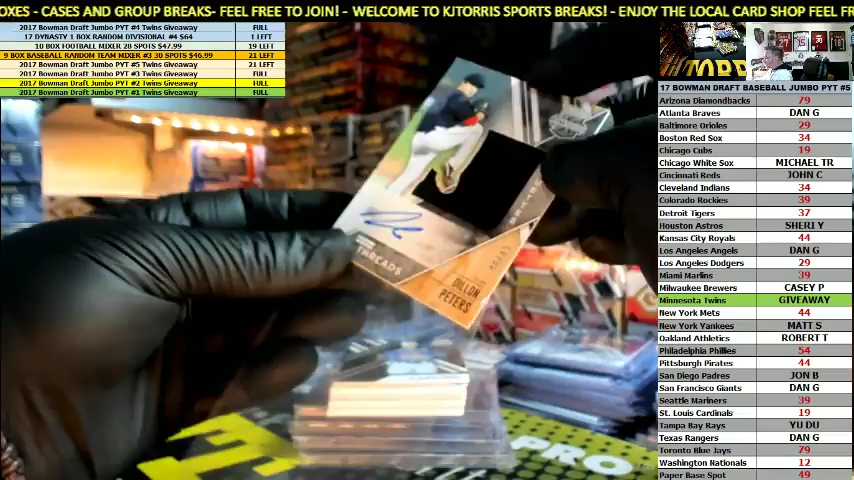 OXES - CASES AND GROUP BREAKS- FEEL FREE TO JOIN! - WELCOME TO KJTORRIS SPORTS BREAKS! - ENJOY THE LOCAL CARD SHOP FEEL FR
2017 Bowman Draft Jumbo PYT #4 Twins Giveaway FULL
17 DYNASTY 1 BOX RANDOM DIVISIONAL #4 $64 1 LEFT
10 BOX FOOTBALL MIXER 28 SPOTS $47.99 19 LEFT
9 BOX BASEBALL RANDOM TEAM MIXER #3 30 SPOTS $46.99 21 LEFT
2017 Bowman Draft Jumbo PYT #5 Twins Giveaway 21 LEFT
2017 Bowman Draft Jumbo PYT #3 Twins Giveaway FULL
2017 Bowman Draft Jumbo PYT #2 Twins Giveaway FULL
2017 Bowman Draft Jumbo PYT #1 Twins Giveaway FULL
17 BOWMAN DRAFT BASEBALL JUMBO PYT #5
Arizona Diamondbacks 79
Atlanta Braves DAN G
Baltimore Orioles 29
Boston Red Sox 34
Chicago Cubs 19
Chicago White Sox MICHAEL TR
Cincinnati Reds JOHN C
Cleveland Indians 34
Colorado Rockies 39
Detroit Tigers 37
Houston Astros SHERI Y
Kansas City Royals 44
Los Angeles Angels DAN G
Los Angeles Dodgers 29
Miami Marlins 39
Milwaukee Brewers CASEY P
Minnesota Twins GIVEAWAY
New York Mets 44
New York Yankees MATT S
Oakland Athletics ROBERT T
Philadelphia Phillies 54
Pittsburgh Pirates 44
San Diego Padres JON B
San Francisco Giants DAN G
Seattle Mariners 39
St. Louis Cardinals 19
Tampa Bay Rays YU DU
Texas Rangers DAN G
Toronto Blue Jays 79
Washington Nationals 12
Paper Base Spot 49
THREADS
DILLON
PETERS
PRO